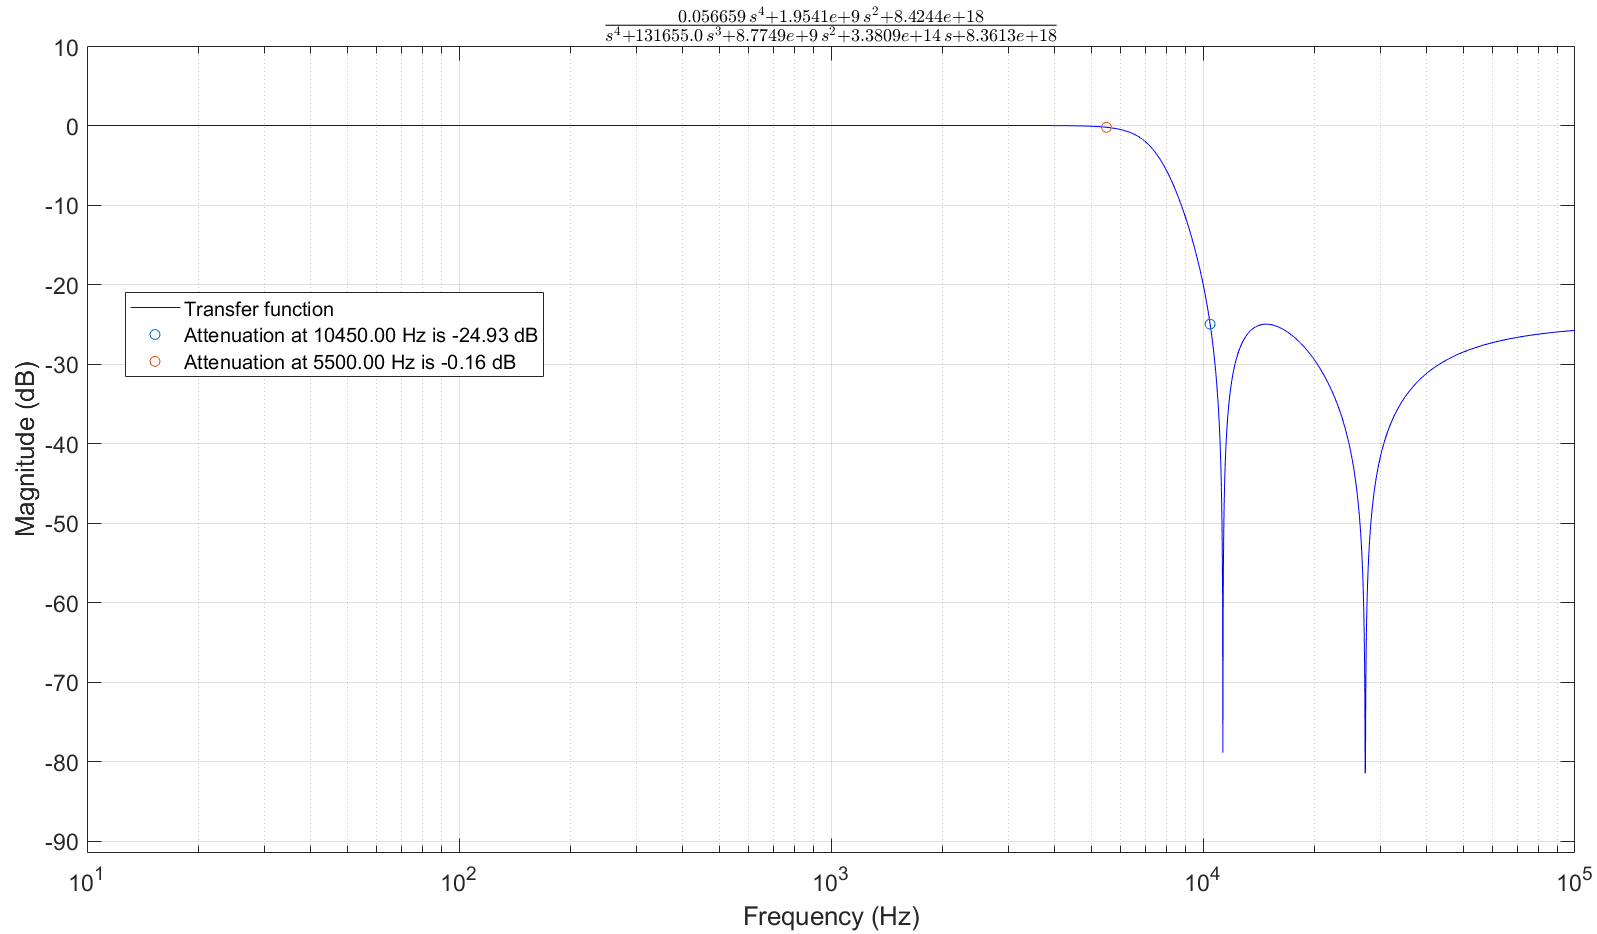 0.056659 s^4+1.9541e+9 s^2+8.4244e+18
s^4+131655.0 s^3+8.7749e+9 s^2+3.3809e+14 s+8.3613e+18
10
0
-10
-20
-30
-40
-50
-60
-70
-80
-90
Magnitude (dB)
Transfer function
Attenuation at 10450.00 Hz is -24.93 dB
Attenuation at 5500.00 Hz is -0.16 dB
10^1 10^2 10^3 10^4 10^5
Frequency (Hz)